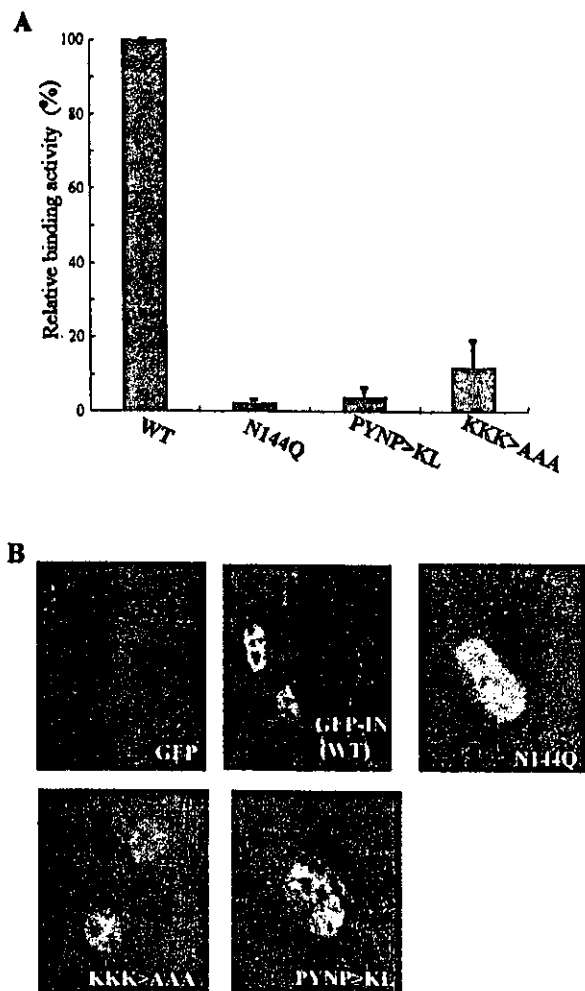 A
Relative binding activity (%)
100
80
60
40
20
0
WT
N144Q
PYNP>KL
KKK>AAA
B
GFP
GFP-IN
(WT)
N144Q
KKK>AAA
PYNP>KL